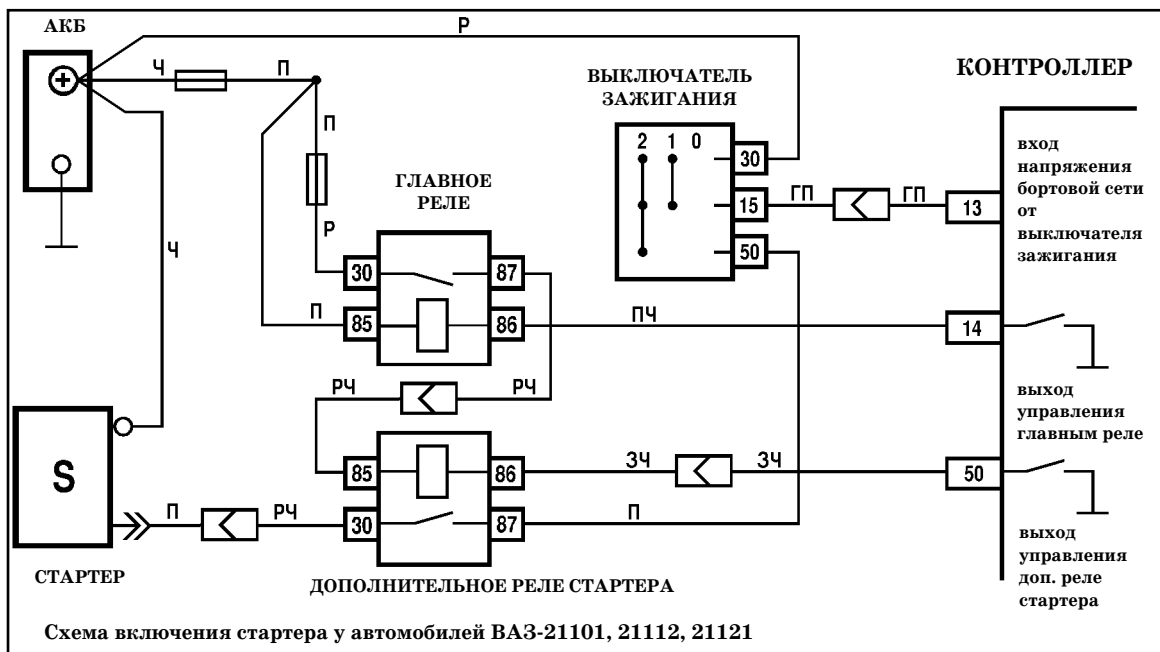 АКБ
Р
Ч
П
П
Р
Ч
ВЫКЛЮЧАТЕЛЬ
ЗАЖИГАНИЯ
2 1 0
30
15
50
ГП
ГП
КОНТРОЛЛЕР
13
вход
напряжения
бортовой сети
от
выключателя
зажигания
ГЛАВНОЕ
РЕЛЕ
30
87
П
85
86
ПЧ
14
выход
управления
главным реле
РЧ
РЧ
85
86
ЗЧ
ЗЧ
50
S
П
РЧ
30
87
П
выход
управления
доп. реле
стартера
СТАРТЕР
ДОПОЛНИТЕЛЬНОЕ РЕЛЕ СТАРТЕРА
Схема включения стартера у автомобилей ВАЗ-21101, 21112, 21121